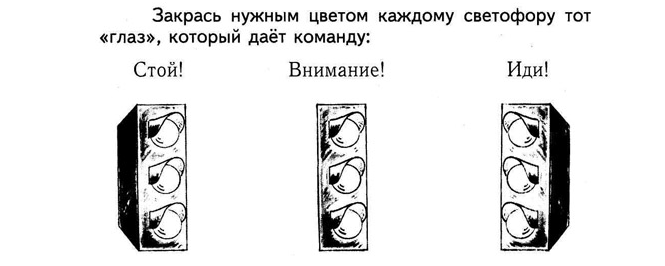 Закрась нужным цветом каждому светофору тот
«глаз», который даёт команду:
Стой! Внимание! Иди!